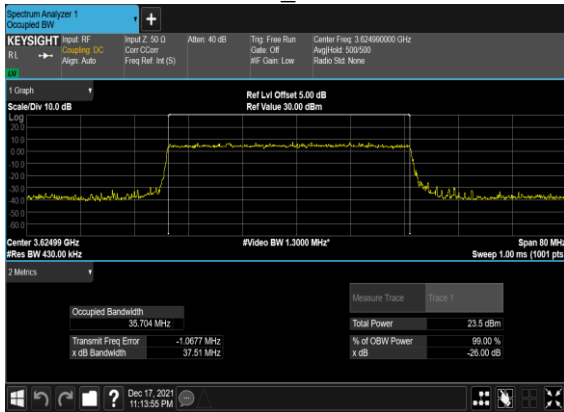 Spectrum Analyzer 1
Occupied BW
+
KEYSIGHT Input: RF Input Z: 50 Ω Atten: 40 dB Trig: Free Run Center Freq: 3.624990000 GHz
RL Coupling: DC Corr CCorr Gate: Off Avg|Hold: 500/500
Align: Auto Freq Ref: Int (S) #IF Gain: Low Radio Std: None
LNI
1 Graph Ref Lvl Offset 5.00 dB
Scale/Div 10.0 dB Ref Value 30.00 dBm
Log
20.0
10.0
0.00
-10.0
-20.0
-30.0
-40.0
-50.0
-60.0
Center 3.62499 GHz #Video BW 1.3000 MHz* Span 80 MHz
#Res BW 430.00 kHz Sweep 1.00 ms (1001 pts
2 Metrics
Measure Trace Trace 1
Occupied Bandwidth
35.704 MHz Total Power 23.5 dBm
Transmit Freq Error -1.0677 MHz % of OBW Power 99.00 %
x dB Bandwidth 37.51 MHz x dB -26.00 dB
? Dec 17, 2021
11:13:55 PM